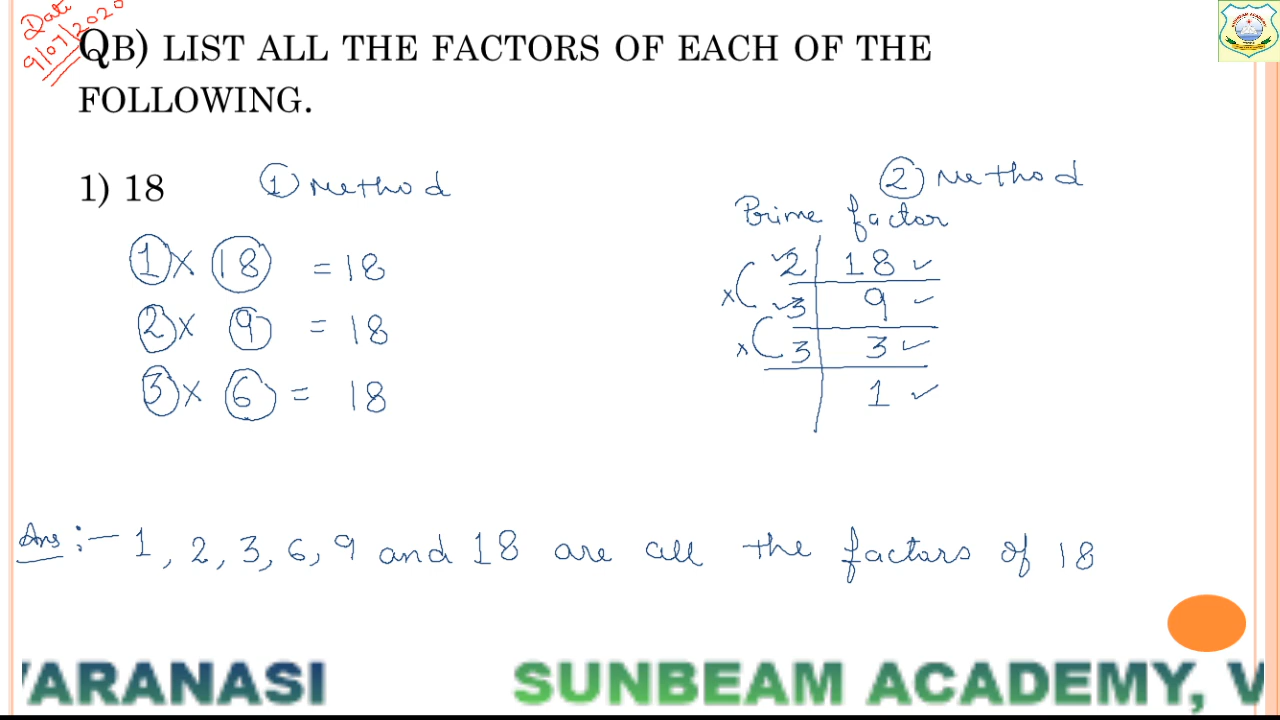 Date
9/07/2020
QB) LIST ALL THE FACTORS OF EACH OF THE
FOLLOWING.
1) 18
① Method
1 × 18 = 18
2 × 9 = 18
3 × 6 = 18
② Method
Prime factor
2 | 18 ✓
× 3 | 9 ✓
× 3 | 3 ✓
1 ✓
Ans :- 1, 2, 3, 6, 9 and 18 are all the factors of 18
VARANASI SUNBEAM ACADEMY, V